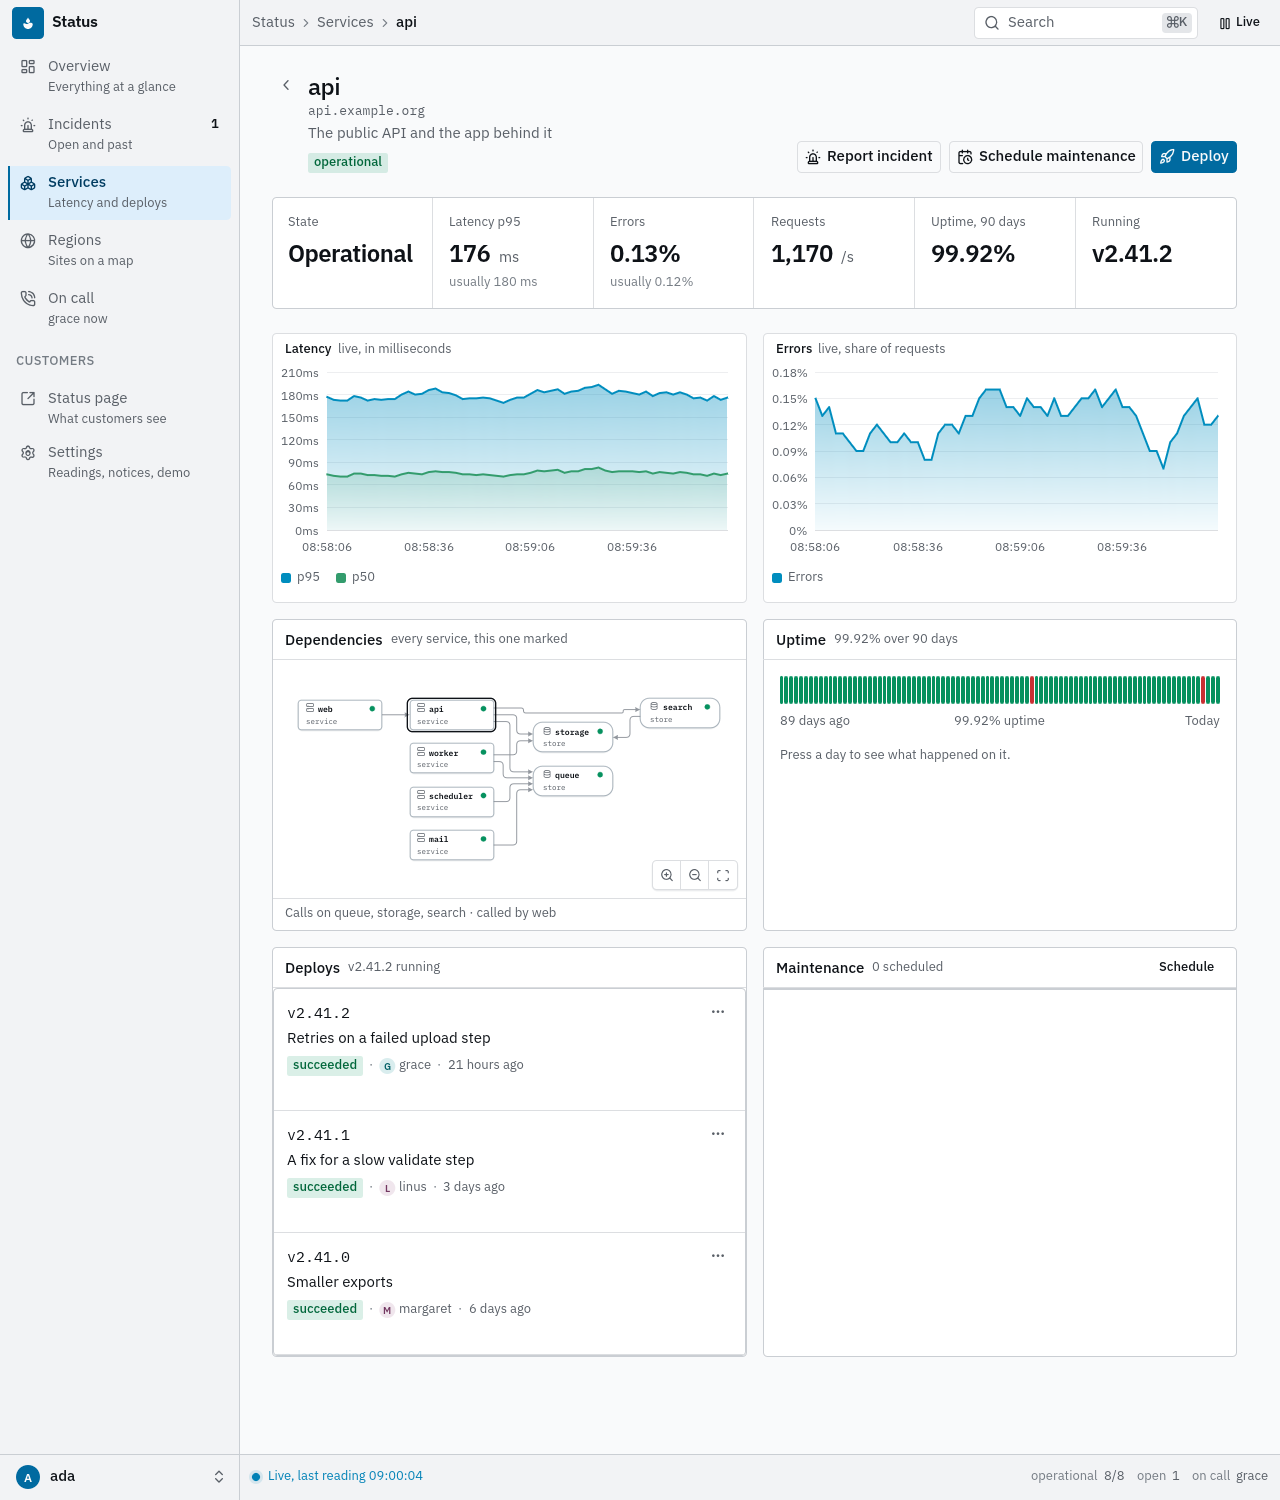 Status
Overview
Everything at a glance
Incidents 1
Open and past
Services
Latency and deploys
Regions
Sites on a map
On call
grace now
CUSTOMERS
Status page
What customers see
Settings
Readings, notices, demo
A ada
Status > Services > api
Search ⌘K
Live
api
api.example.org
The public API and the app behind it
operational
Report incident
Schedule maintenance
Deploy
State
Operational
Latency p95
176 ms
usually 180 ms
Errors
0.13%
usually 0.12%
Requests
1,170 /s
Uptime, 90 days
99.92%
Running
v2.41.2
Latency live, in milliseconds
210ms
180ms
150ms
120ms
90ms
60ms
30ms
0ms
08:58:06 08:58:36 08:59:06 08:59:36
p95 p50
Errors live, share of requests
0.18%
0.15%
0.12%
0.09%
0.06%
0.03%
0%
08:58:06 08:58:36 08:59:06 08:59:36
Errors
Dependencies every service, this one marked
web
service
api
service
worker
service
scheduler
service
mail
service
storage
store
queue
store
search
store
Calls on queue, storage, search · called by web
Uptime 99.92% over 90 days
89 days ago 99.92% uptime Today
Press a day to see what happened on it.
Deploys v2.41.2 running
v2.41.2
Retries on a failed upload step
succeeded · G grace · 21 hours ago
v2.41.1
A fix for a slow validate step
succeeded · L linus · 3 days ago
v2.41.0
Smaller exports
succeeded · M margaret · 6 days ago
Maintenance 0 scheduled
Schedule
Live, last reading 09:00:04
operational 8/8 open 1 on call grace